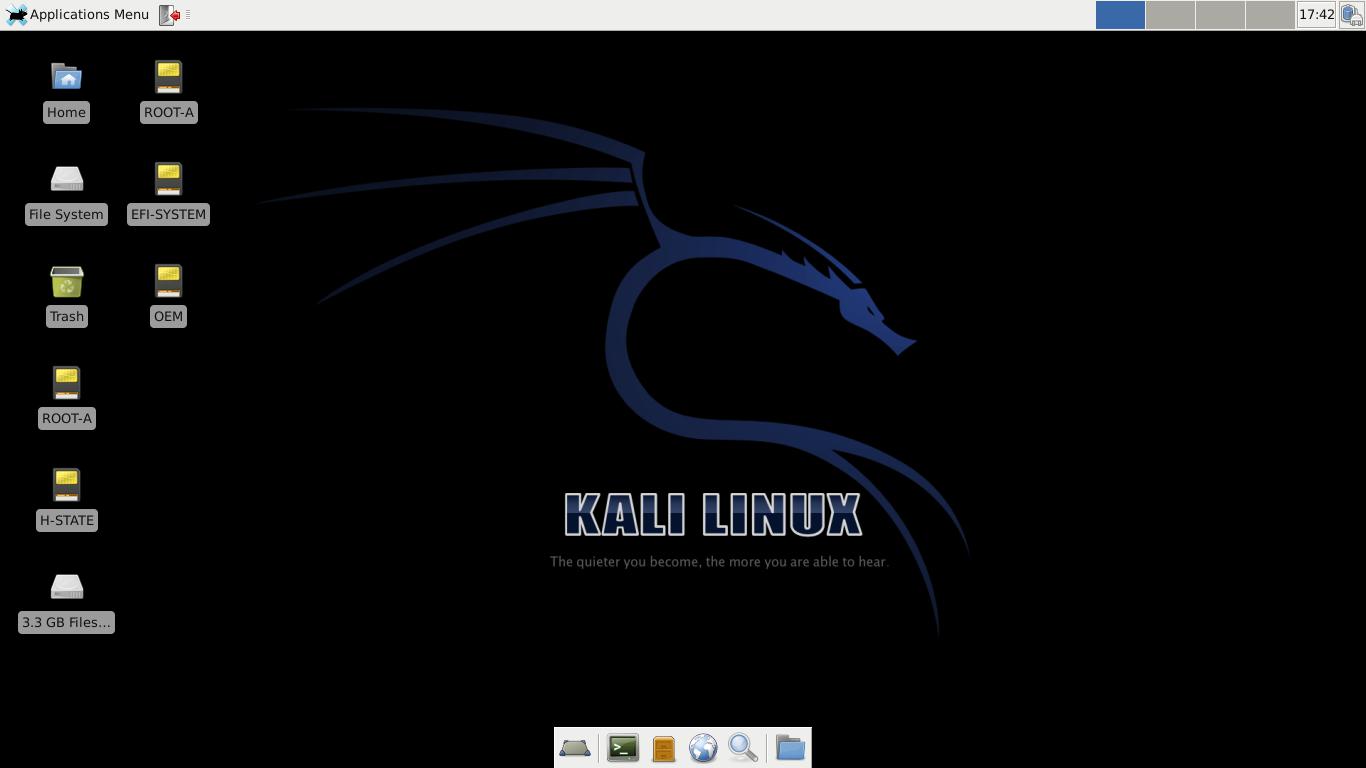 Applications Menu
17:42
Home
ROOT-A
File System
EFI-SYSTEM
Trash
OEM
ROOT-A
H-STATE
3.3 GB Files...
KALI LINUX
The quieter you become, the more you are able to hear.
>_